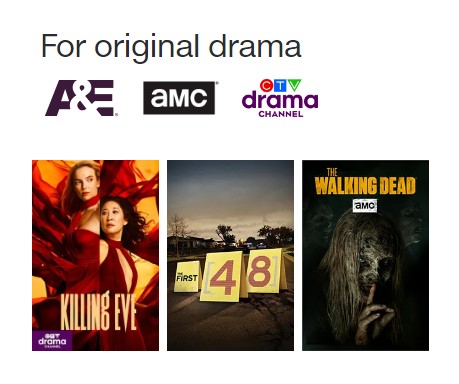 For original drama
A&E
aMC
CTV
drama
CHANNEL
KILLING EVE
CTV
drama
CHANNEL
THE
FIRST
48
THE
WALKING DEAD
aMC